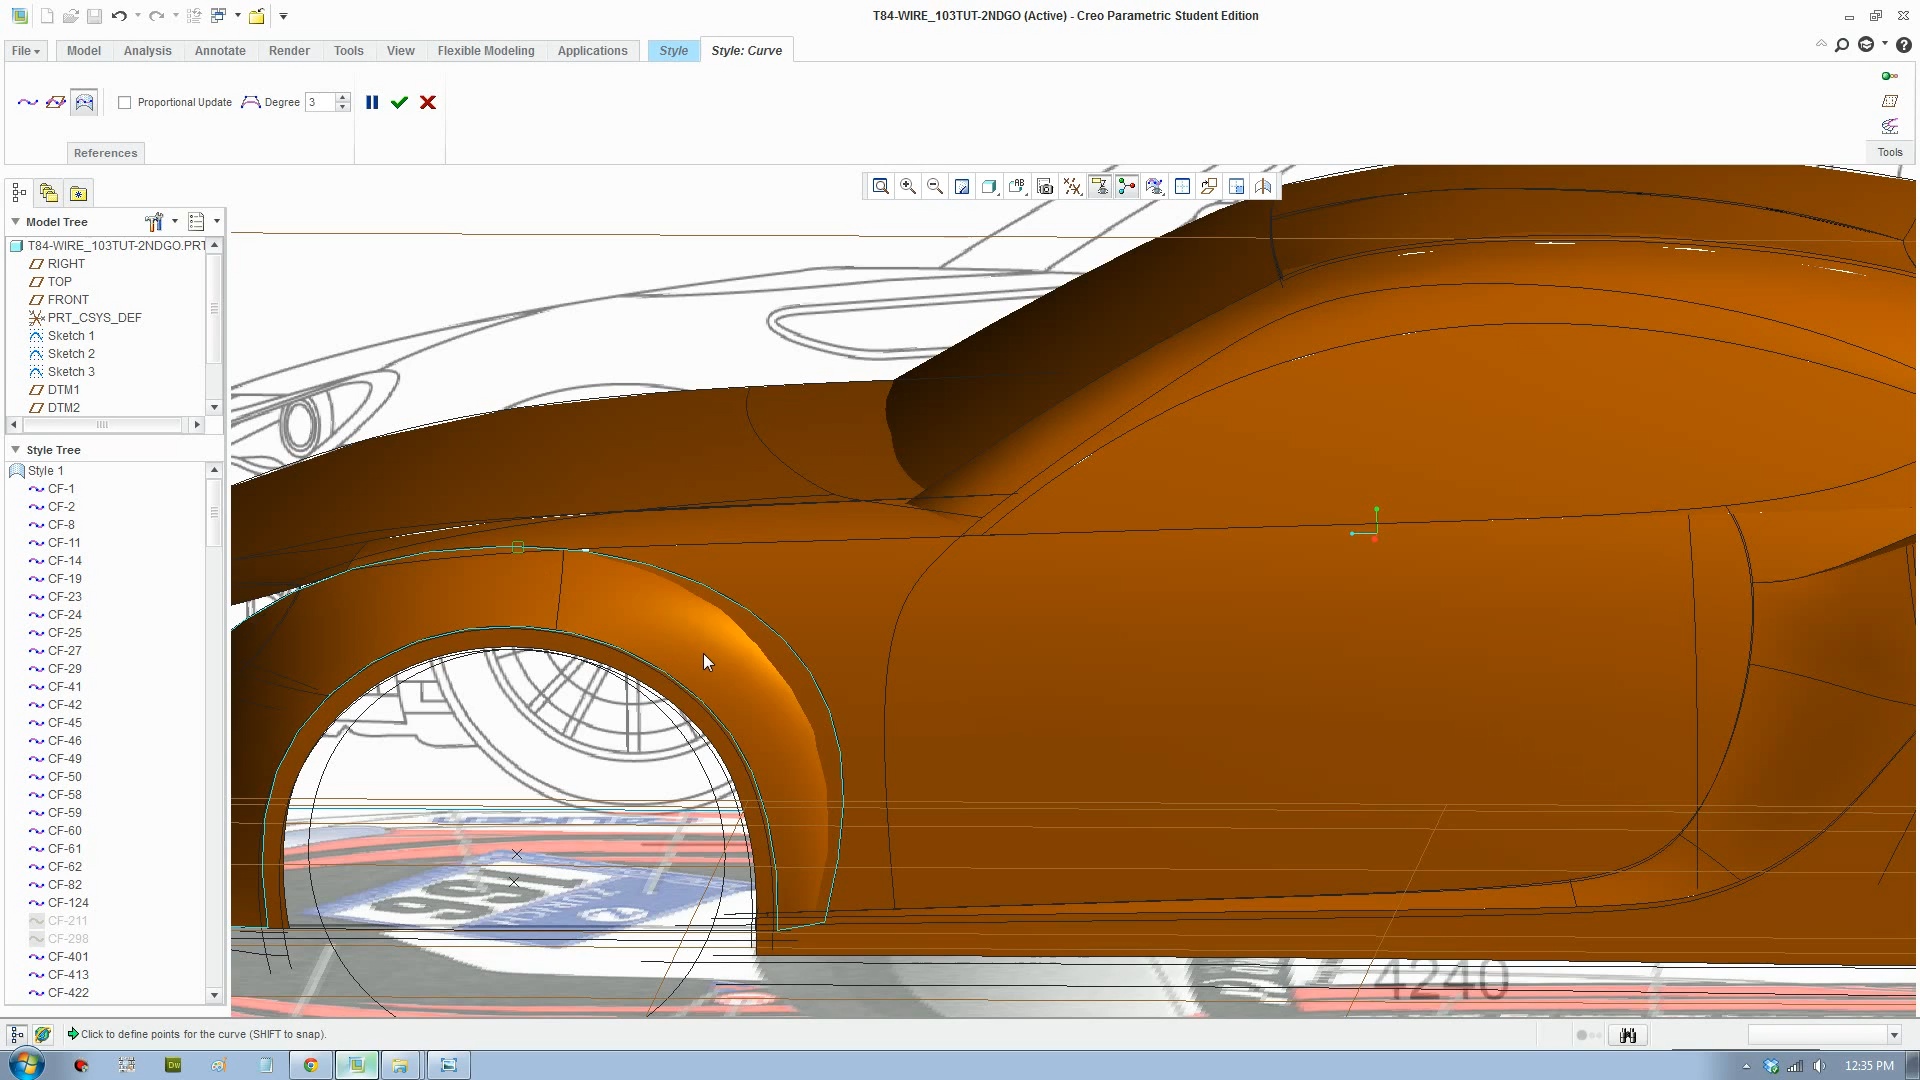 T84-WIRE_103TUT-2NDGO (Active) - Creo Parametric Student Edition
File Model Analysis Annotate Render Tools View Flexible Modeling Applications Style Style: Curve
Proportional Update Degree 3
References
Tools
Model Tree
T84-WIRE_103TUT-2NDGO.PRT
RIGHT
TOP
FRONT
PRT_CSYS_DEF
Sketch 1
Sketch 2
Sketch 3
DTM1
DTM2
Style Tree
Style 1
CF-1
CF-2
CF-8
CF-11
CF-14
CF-19
CF-23
CF-24
CF-25
CF-27
CF-29
CF-41
CF-42
CF-45
CF-46
CF-49
CF-50
CF-58
CF-59
CF-60
CF-61
CF-62
CF-82
CF-124
CF-211
CF-298
CF-401
CF-413
CF-422
4240
Click to define points for the curve (SHIFT to snap).
Dw
12:35 PM